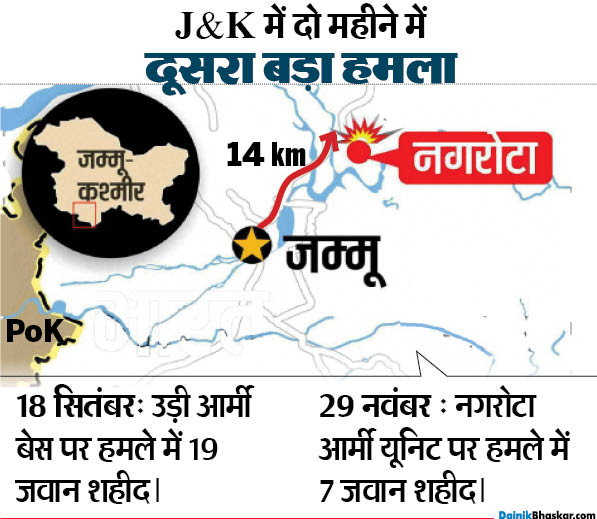 J&K में दो महीने में
दूसरा बड़ा हमला
जम्मू-
कश्मीर
14 km
नगरोटा
जम्मू
PoK
18 सितंबरः उड़ी आर्मी
बेस पर हमले में 19
जवान शहीद।
29 नवंबर : नगरोटा
आर्मी यूनिट पर हमले में
7 जवान शहीद।
DainikBhaskar.com